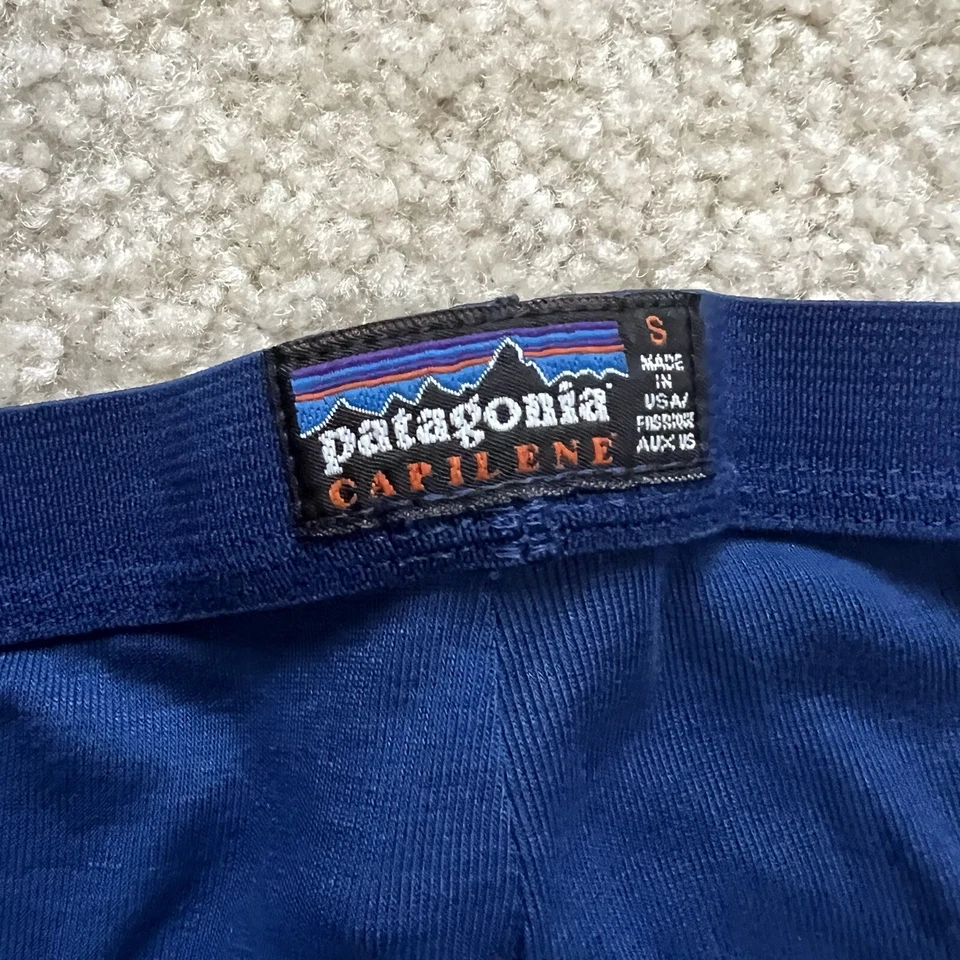 patagonia
CAPILENE
S
MADE
IN
USA/
FABRIQUE
AUX US